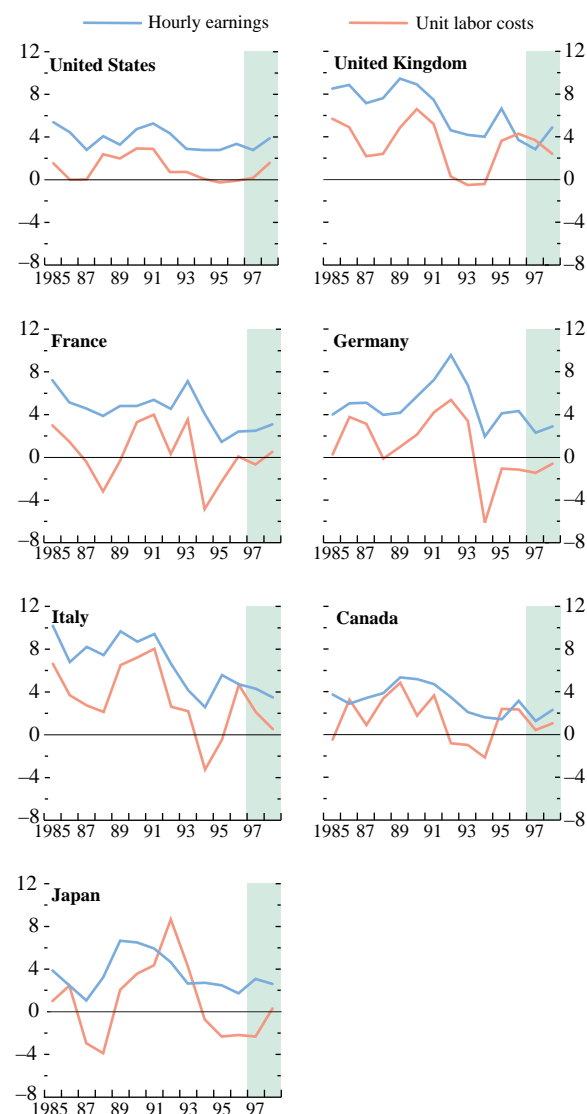 Hourly earnings Unit labor costs
12 United States United Kingdom 12
8 8
4 4
0 0
–4 –4
–8 –8
1985 87 89 91 93 95 97 1985 87 89 91 93 95 97
12 12
France Germany
8 8
4 4
0 0
–4 –4
–8 –8
1985 87 89 91 93 95 97 1985 87 89 91 93 95 97
12 12
Italy Canada
8 8
4 4
0 0
–4 –4
–8 –8
1985 87 89 91 93 95 97 1985 87 89 91 93 95 97
12
Japan
8
4
0
–4
–8
1985 87 89 91 93 95 97